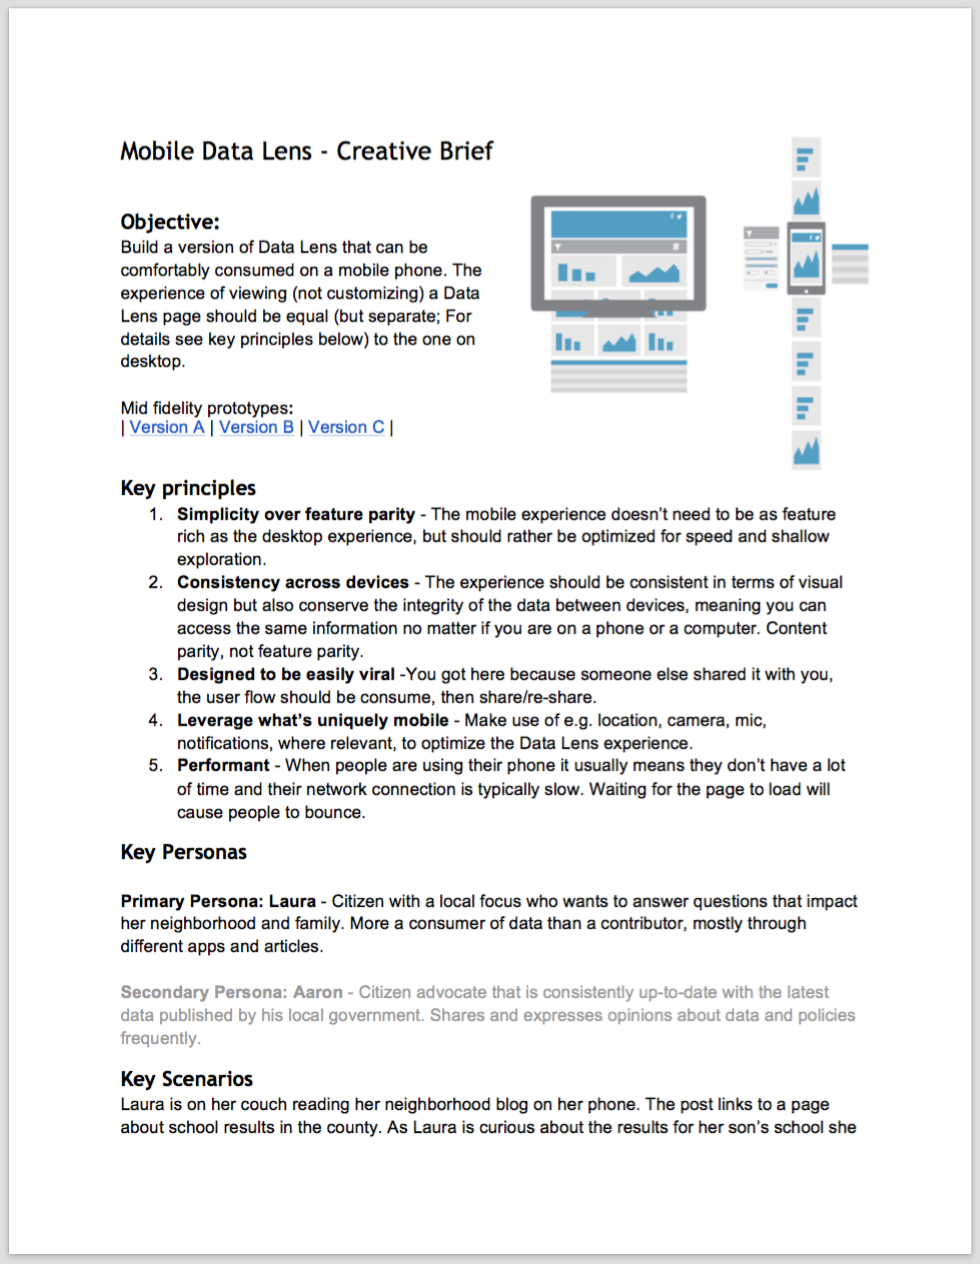 Mobile Data Lens - Creative Brief
Objective:
Build a version of Data Lens that can be
comfortably consumed on a mobile phone. The
experience of viewing (not customizing) a Data
Lens page should be equal (but separate; For
details see key principles below) to the one on
desktop.
Mid fidelity prototypes:
| Version A | Version B | Version C |
Key principles
1. Simplicity over feature parity - The mobile experience doesn't need to be as feature
rich as the desktop experience, but should rather be optimized for speed and shallow
exploration.
2. Consistency across devices - The experience should be consistent in terms of visual
design but also conserve the integrity of the data between devices, meaning you can
access the same information no matter if you are on a phone or a computer. Content
parity, not feature parity.
3. Designed to be easily viral -You got here because someone else shared it with you,
the user flow should be consume, then share/re-share.
4. Leverage what's uniquely mobile - Make use of e.g. location, camera, mic,
notifications, where relevant, to optimize the Data Lens experience.
5. Performant - When people are using their phone it usually means they don't have a lot
of time and their network connection is typically slow. Waiting for the page to load will
cause people to bounce.
Key Personas
Primary Persona: Laura - Citizen with a local focus who wants to answer questions that impact
her neighborhood and family. More a consumer of data than a contributor, mostly through
different apps and articles.
Secondary Persona: Aaron - Citizen advocate that is consistently up-to-date with the latest
data published by his local government. Shares and expresses opinions about data and policies
frequently.
Key Scenarios
Laura is on her couch reading her neighborhood blog on her phone. The post links to a page
about school results in the county. As Laura is curious about the results for her son's school she